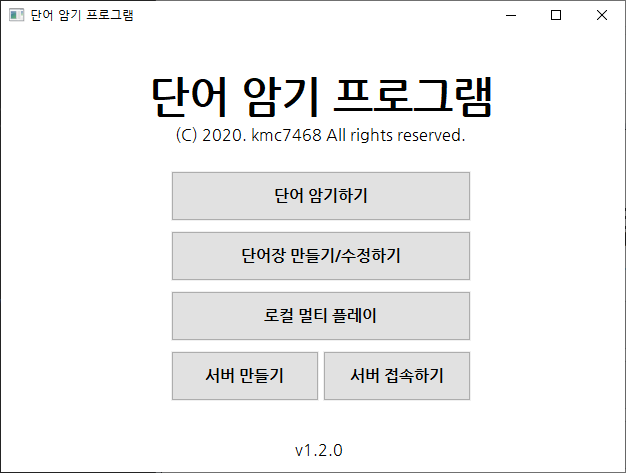 단어 암기 프로그램
단어 암기 프로그램
(C) 2020. kmc7468 All rights reserved.
단어 암기하기
단어장 만들기/수정하기
로컬 멀티 플레이
서버 만들기
서버 접속하기
v1.2.0